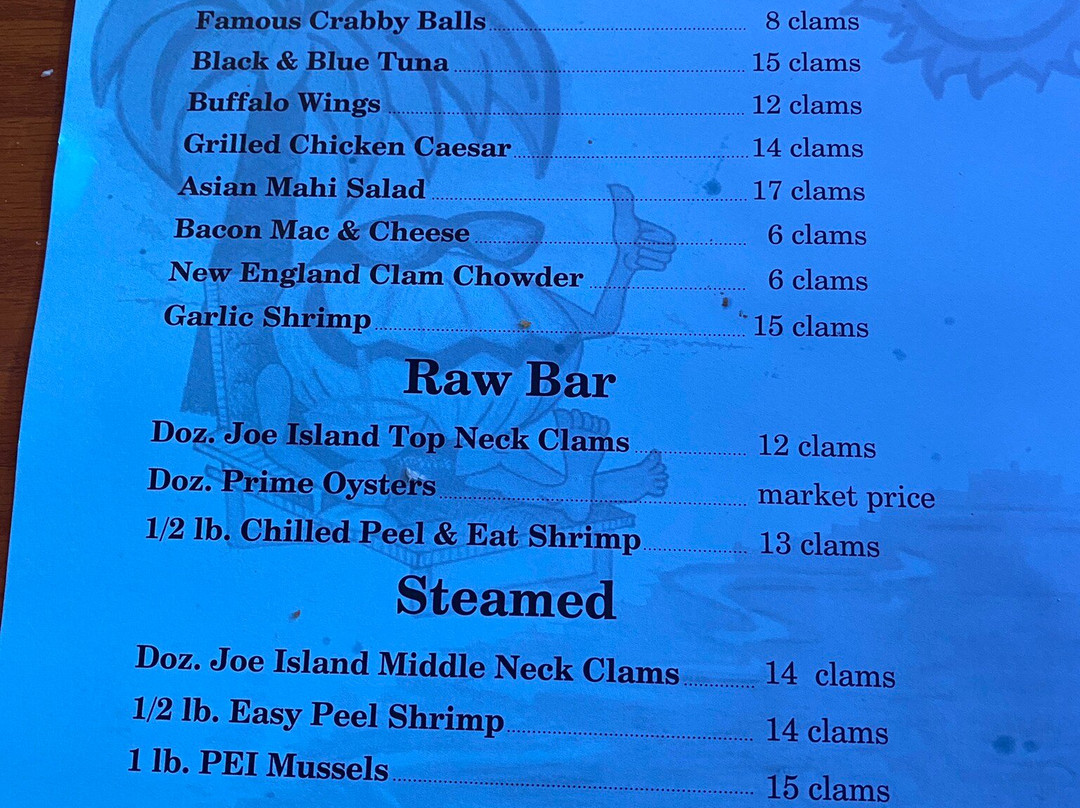 Famous Crabby Balls 8 clams
Black & Blue Tuna 15 clams
Buffalo Wings 12 clams
Grilled Chicken Caesar 14 clams
Asian Mahi Salad 17 clams
Bacon Mac & Cheese 6 clams
New England Clam Chowder 6 clams
Garlic Shrimp 15 clams
Raw Bar
Doz. Joe Island Top Neck Clams 12 clams
Doz. Prime Oysters market price
1/2 lb. Chilled Peel & Eat Shrimp 13 clams
Steamed
Doz. Joe Island Middle Neck Clams 14 clams
1/2 lb. Easy Peel Shrimp 14 clams
1 lb. PEI Mussels 15 clams